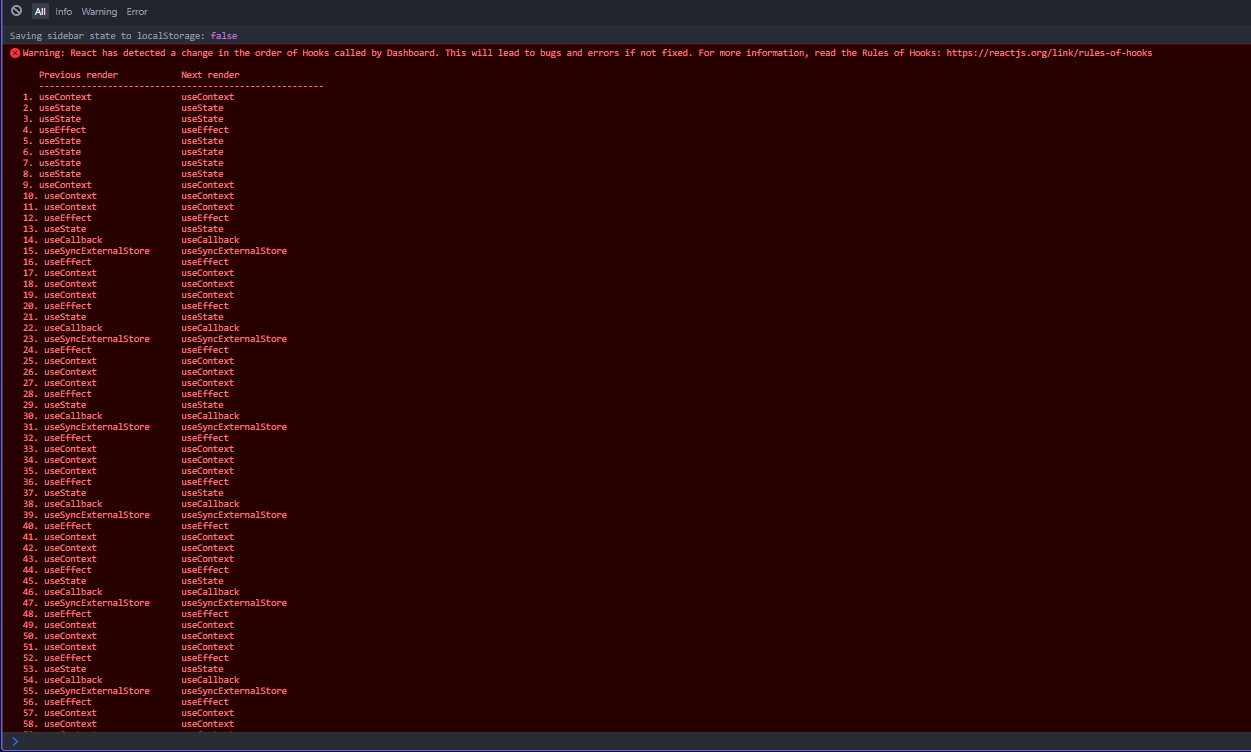 All Info Warning Error
Saving sidebar state to localStorage: false
Warning: React has detected a change in the order of Hooks called by Dashboard. This will lead to bugs and errors if not fixed. For more information, read the Rules of Hooks: https://reactjs.org/link/rules-of-hooks
Previous render Next render
------------------------------------------------------
1. useContext useContext
2. useState useState
3. useState useState
4. useEffect useEffect
5. useState useState
6. useState useState
7. useState useState
8. useState useState
9. useContext useContext
10. useContext useContext
11. useContext useContext
12. useEffect useEffect
13. useState useState
14. useCallback useCallback
15. useSyncExternalStore useSyncExternalStore
16. useEffect useEffect
17. useContext useContext
18. useContext useContext
19. useContext useContext
20. useEffect useEffect
21. useState useState
22. useCallback useCallback
23. useSyncExternalStore useSyncExternalStore
24. useEffect useEffect
25. useContext useContext
26. useContext useContext
27. useContext useContext
28. useEffect useEffect
29. useState useState
30. useCallback useCallback
31. useSyncExternalStore useSyncExternalStore
32. useEffect useEffect
33. useContext useContext
34. useContext useContext
35. useContext useContext
36. useEffect useEffect
37. useState useState
38. useCallback useCallback
39. useSyncExternalStore useSyncExternalStore
40. useEffect useEffect
41. useContext useContext
42. useContext useContext
43. useContext useContext
44. useEffect useEffect
45. useState useState
46. useCallback useCallback
47. useSyncExternalStore useSyncExternalStore
48. useEffect useEffect
49. useContext useContext
50. useContext useContext
51. useContext useContext
52. useEffect useEffect
53. useState useState
54. useCallback useCallback
55. useSyncExternalStore useSyncExternalStore
56. useEffect useEffect
57. useContext useContext
58. useContext useContext